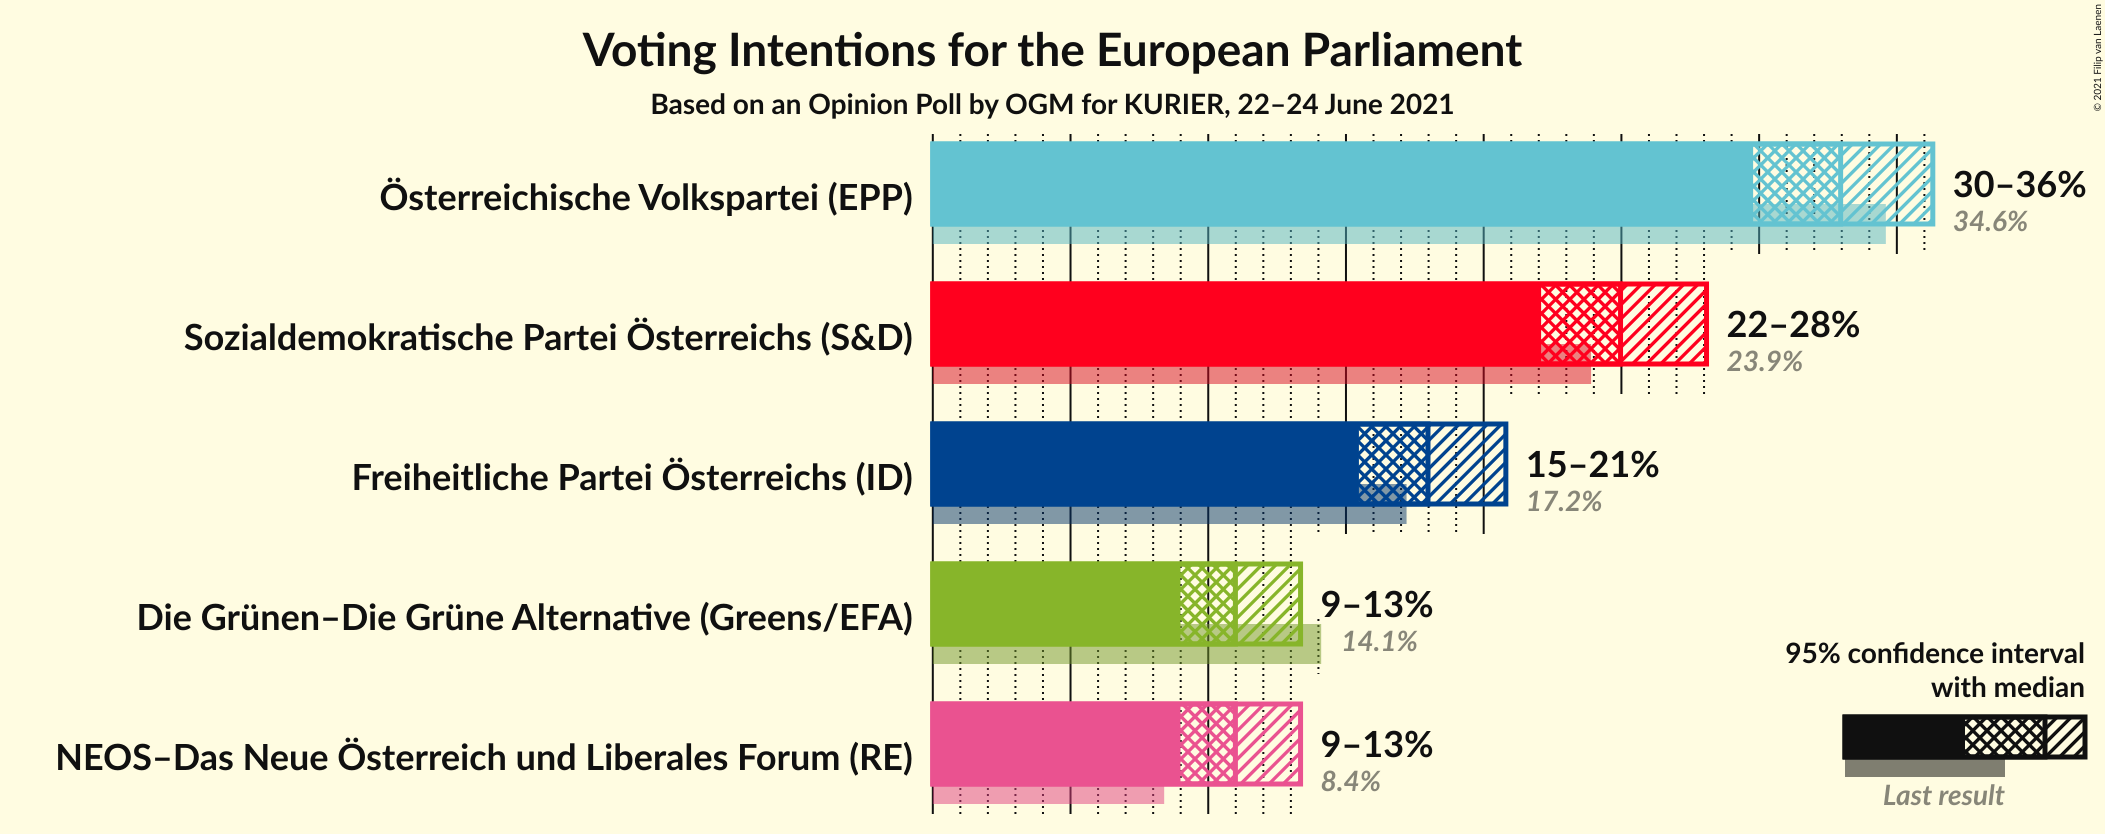 Voting Intentions for the European Parliament
Based on an Opinion Poll by OGM for KURIER, 22–24 June 2021
© 2021 Filip van Laenen
Österreichische Volkspartei (EPP)
30–36%
34.6%
Sozialdemokratische Partei Österreichs (S&D)
22–28%
23.9%
Freiheitliche Partei Österreichs (ID)
15–21%
17.2%
Die Grünen–Die Grüne Alternative (Greens/EFA)
9–13%
14.1%
NEOS–Das Neue Österreich und Liberales Forum (RE)
9–13%
8.4%
95% confidence interval
with median
Last result